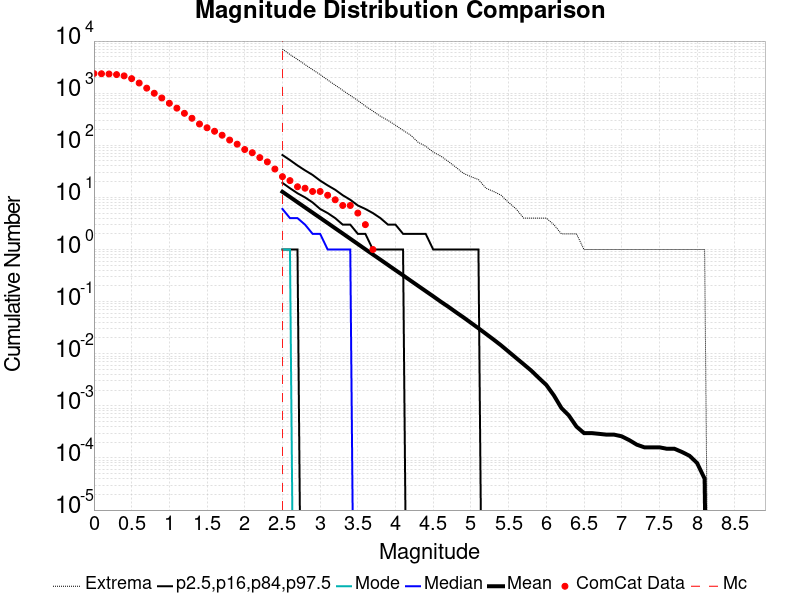 Magnitude Distribution Comparison
10^4
10^3
10^2
10^1
10^0
10^-1
10^-2
10^-3
10^-4
10^-5
Cumulative Number
0 0.5 1 1.5 2 2.5 3 3.5 4 4.5 5 5.5 6 6.5 7 7.5 8 8.5
Magnitude
Extrema p2.5,p16,p84,p97.5 Mode Median Mean ComCat Data Mc